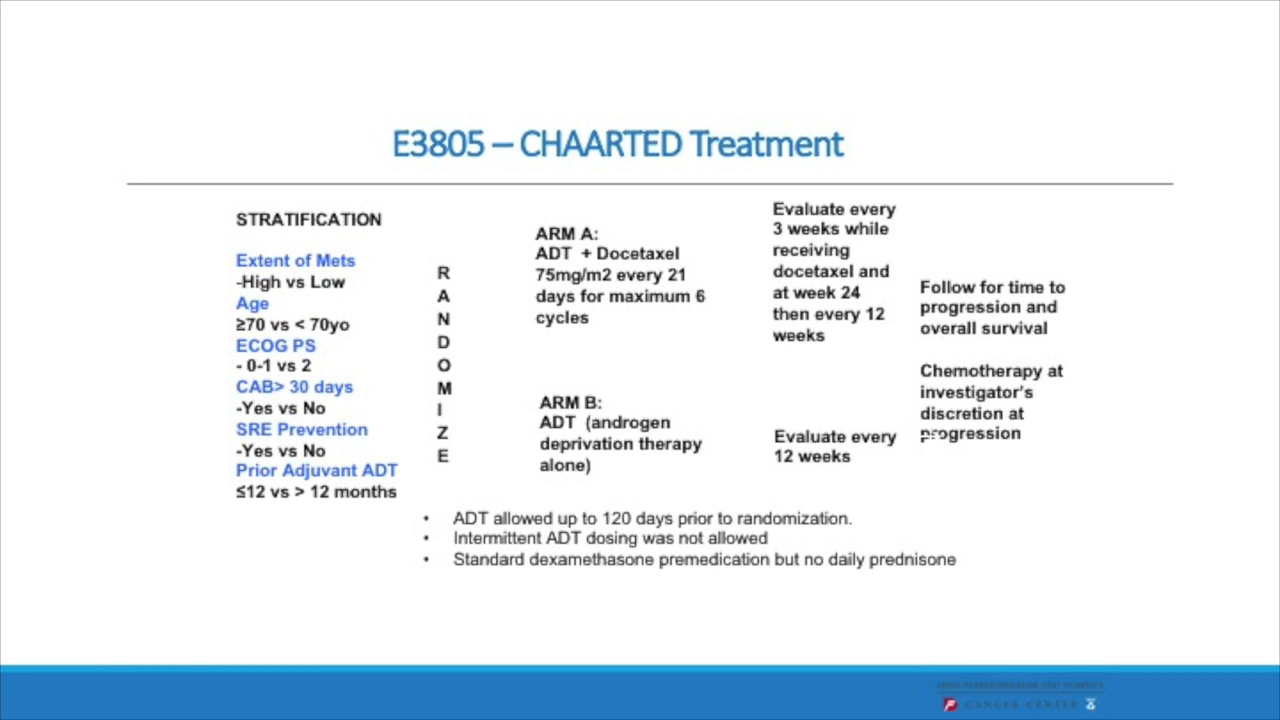 E3805 – CHAARTED Treatment
STRATIFICATION
Extent of Mets
-High vs Low
Age
≥70 vs < 70yo
ECOG PS
- 0-1 vs 2
CAB> 30 days
-Yes vs No
SRE Prevention
-Yes vs No
Prior Adjuvant ADT
≤12 vs > 12 months
R
A
N
D
O
M
I
Z
E
ARM A:
ADT + Docetaxel
75mg/m2 every 21
days for maximum 6
cycles
ARM B:
ADT (androgen
deprivation therapy
alone)
Evaluate every
3 weeks while
receiving
docetaxel and
at week 24
then every 12
weeks
Evaluate every
12 weeks
Follow for time to
progression and
overall survival
Chemotherapy at
investigator's
discretion at
progression
• ADT allowed up to 120 days prior to randomization.
• Intermittent ADT dosing was not allowed
• Standard dexamethasone premedication but no daily prednisone
CANCER CENTER